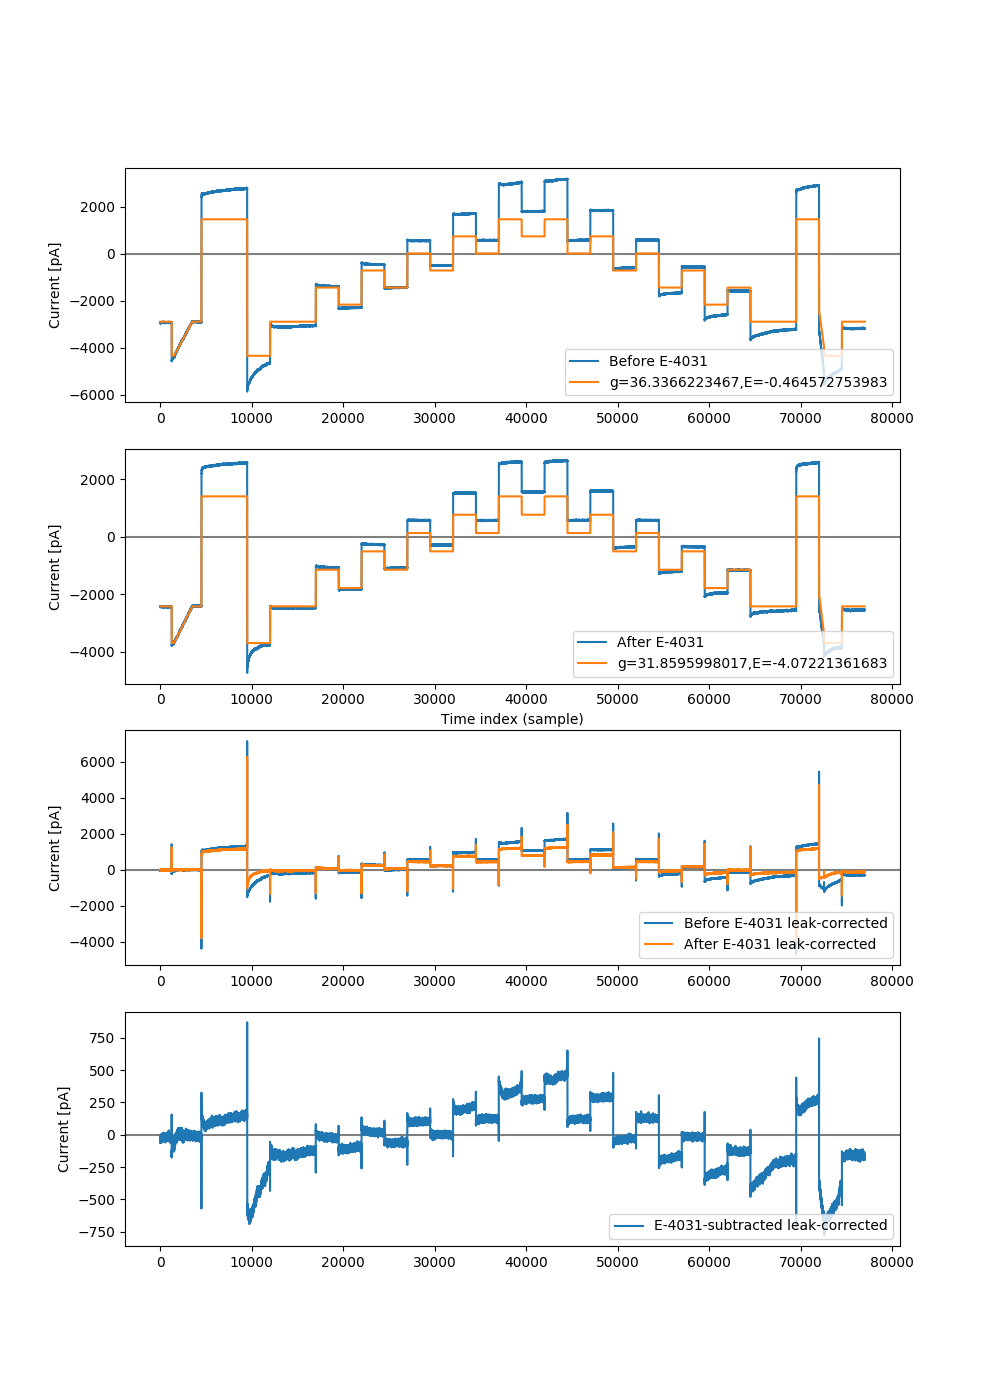 2000
0
−2000
−4000
−6000
Current [pA]
Before E-4031
g=36.3366223467,E=-0.464572753983
0 10000 20000 30000 40000 50000 60000 70000 80000
2000
0
−2000
−4000
Current [pA]
After E-4031
g=31.8595998017,E=-4.07221361683
0 10000 20000 30000 40000 50000 60000 70000 80000
Time index (sample)
6000
4000
2000
0
−2000
−4000
Current [pA]
Before E-4031 leak-corrected
After E-4031 leak-corrected
0 10000 20000 30000 40000 50000 60000 70000 80000
750
500
250
0
−250
−500
−750
Current [pA]
E-4031-subtracted leak-corrected
0 10000 20000 30000 40000 50000 60000 70000 80000